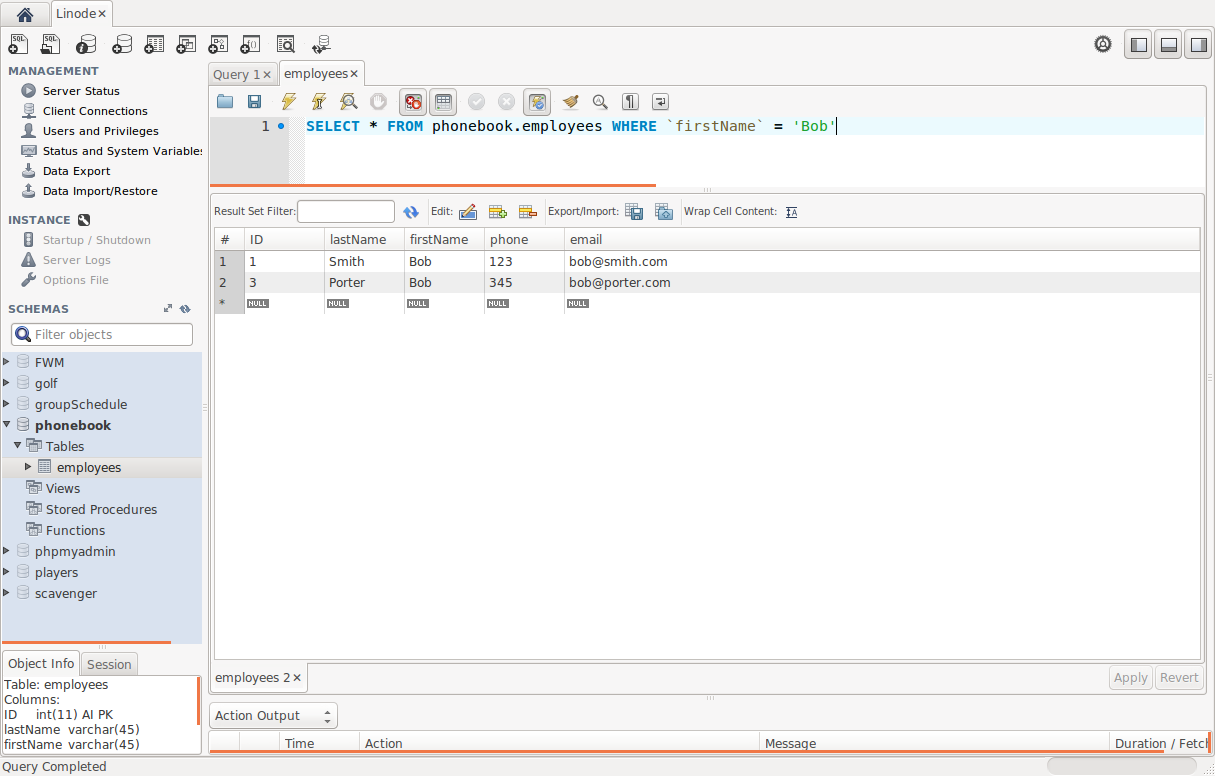 Linode×
MANAGEMENT
Server Status
Client Connections
Users and Privileges
Status and System Variables
Data Export
Data Import/Restore
INSTANCE
Startup / Shutdown
Server Logs
Options File
SCHEMAS
Filter objects
FWM
golf
groupSchedule
phonebook
Tables
employees
Views
Stored Procedures
Functions
phpmyadmin
players
scavenger
Object Info Session
Table: employees
Columns:
ID int(11) AI PK
lastName varchar(45)
firstName varchar(45)
Query Completed
Query 1× employees×
1 SELECT * FROM phonebook.employees WHERE `firstName` = 'Bob'
Result Set Filter: Edit: Export/Import: Wrap Cell Content:
# ID lastName firstName phone email
1 1 Smith Bob 123 bob@smith.com
2 3 Porter Bob 345 bob@porter.com
* NULL NULL NULL NULL NULL
employees 2× Apply Revert
Action Output
Time Action Message Duration / Fetch